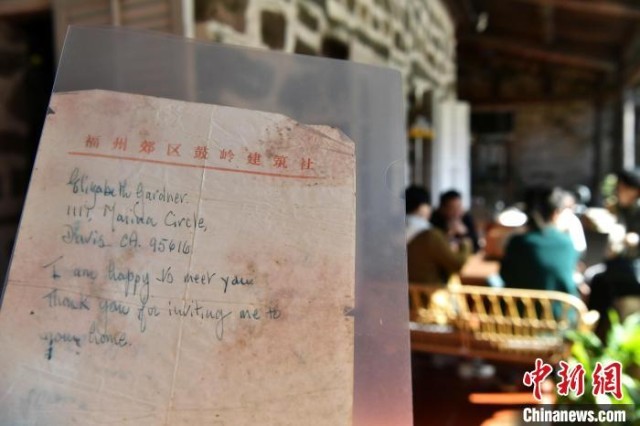 福州郊区鼓岭建筑社
Elizabeth Gardner
1117 Circle,
Davis CA. 95616
I am happy to meet you
Thank you for inviting me to
your home.
中新网
Chinanews.com